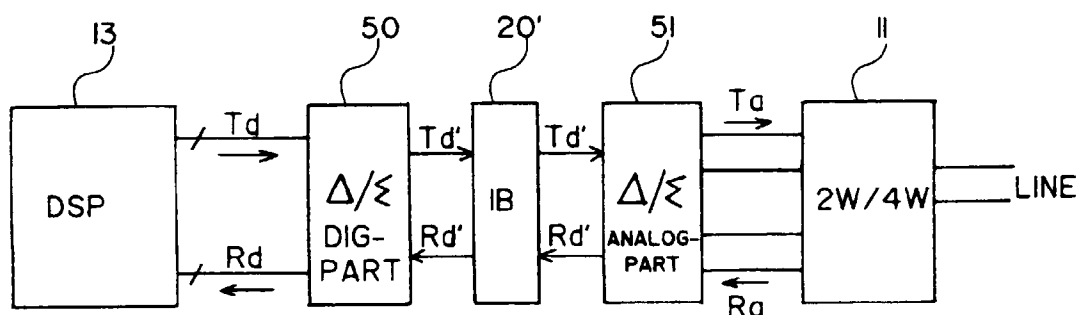 13
50
20'
51
11
Td
Td'
Td'
Ta
DSP
Δ/Σ
DIG-
PART
IB
Δ/Σ
ANALOG-
PART
2W/4W
LINE
Rd
Rd'
Rd'
Ra